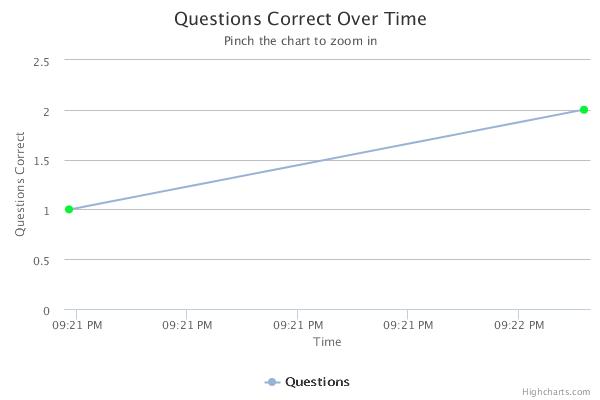 Questions Correct Over Time
Pinch the chart to zoom in
2.5
2
1.5
1
0.5
0
Questions Correct
09:21 PM 09:21 PM 09:21 PM 09:21 PM 09:22 PM
Time
Questions
Highcharts.com